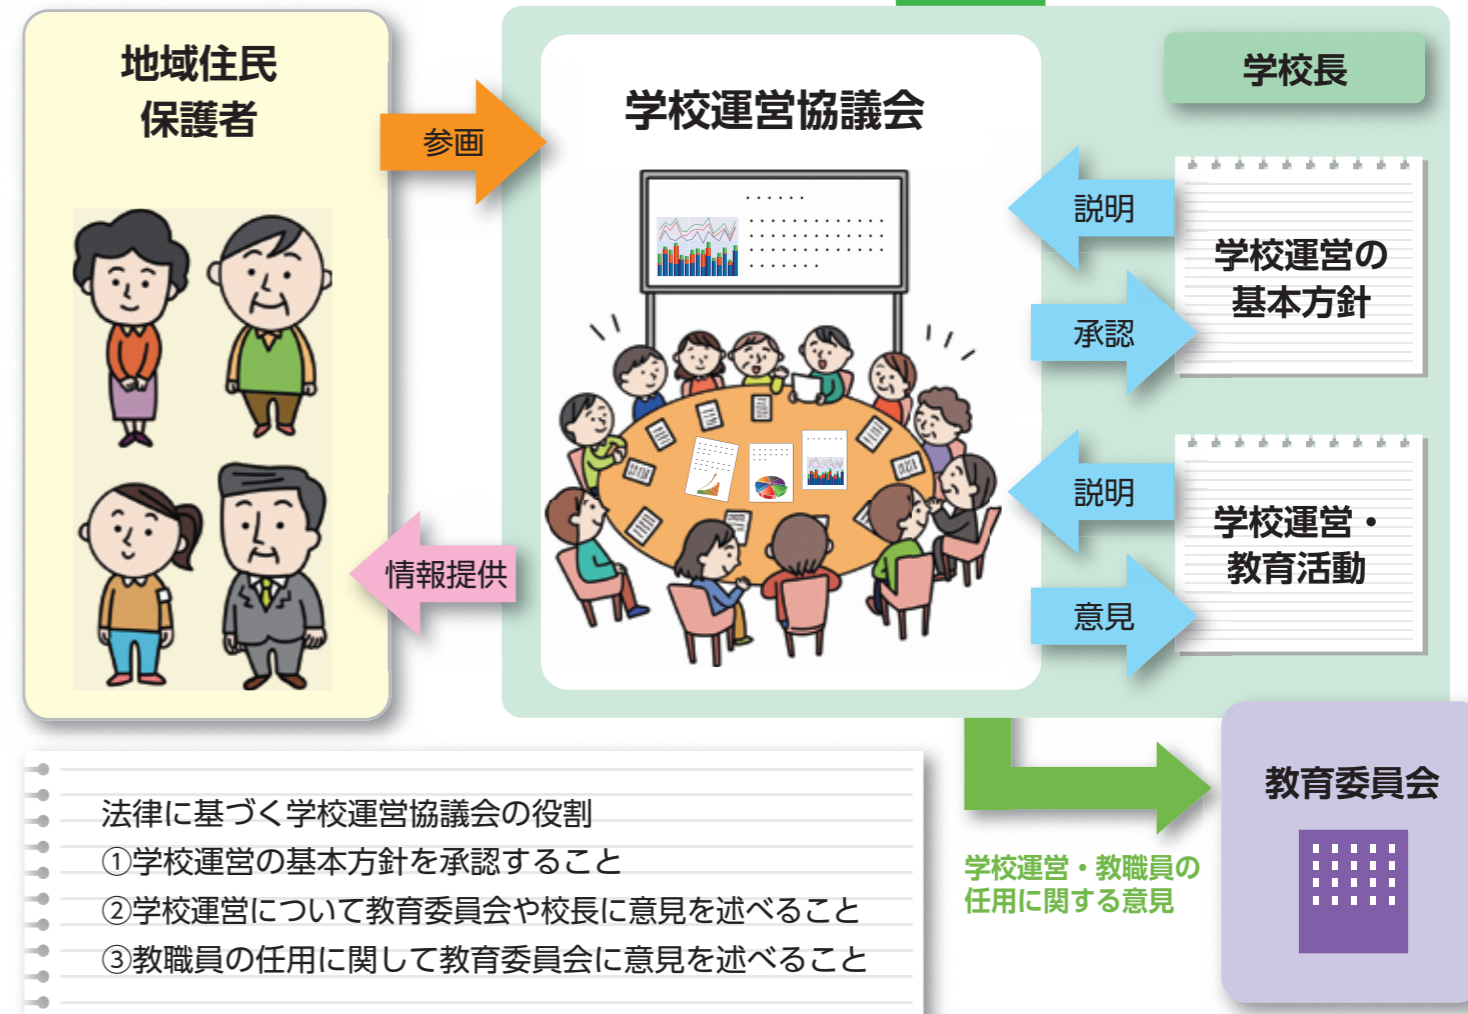 地域住民
保護者
参画
情報提供
学校運営協議会
学校長
説明
承認
学校運営の
基本方針
説明
意見
学校運営・
教育活動
教育委員会
学校運営・教職員の
任用に関する意見
法律に基づく学校運営協議会の役割
①学校運営の基本方針を承認すること
②学校運営について教育委員会や校長に意見を述べること
③教職員の任用に関して教育委員会に意見を述べること